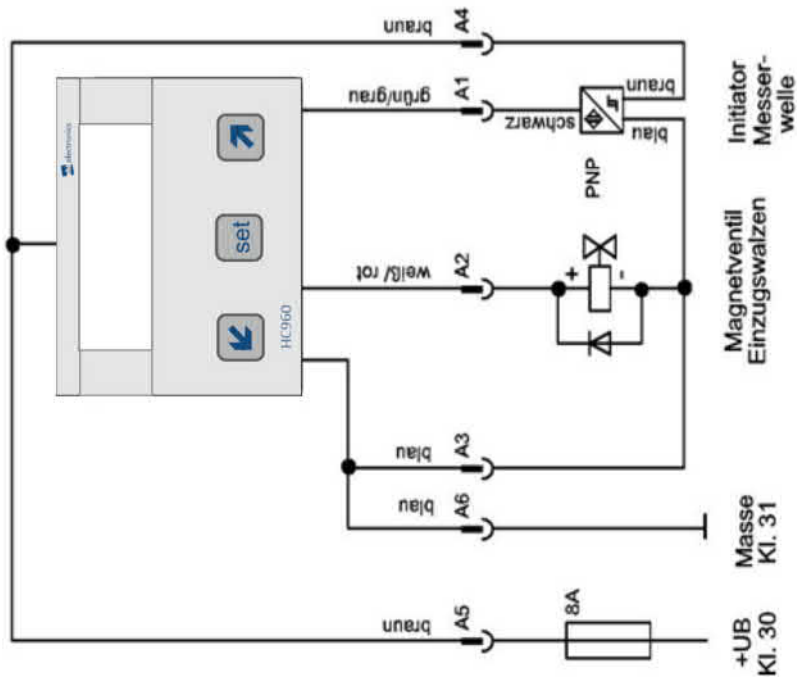 electronics
set
HC960
braun
A5
8A
+UB
Kl. 30
blau
A6
Masse
Kl. 31
blau
A3
weiß/ rot
A2
+
-
Magnetventil
Einzugswalzen
grün/grau
A1
schwarz
PNP
blau
braun
braun
A4
Initiator
Messer-
welle